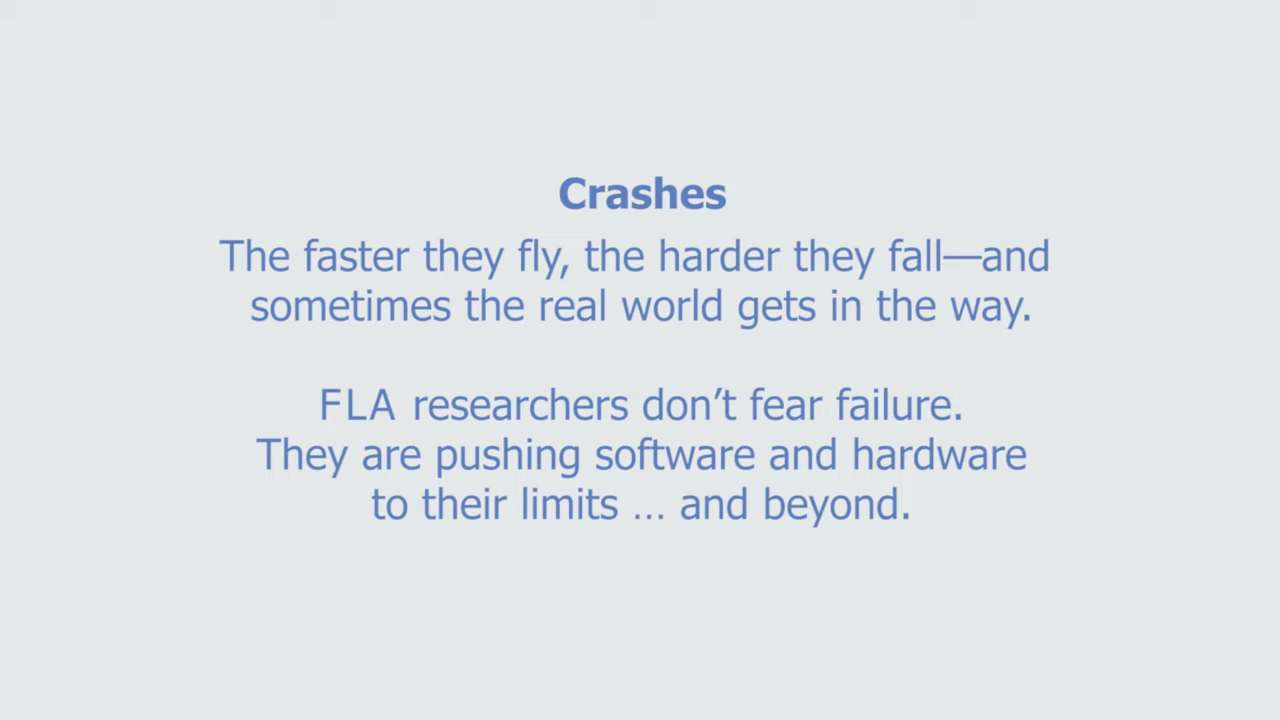 Crashes
The faster they fly, the harder they fall—and
sometimes the real world gets in the way.
FLA researchers don’t fear failure.
They are pushing software and hardware
to their limits … and beyond.